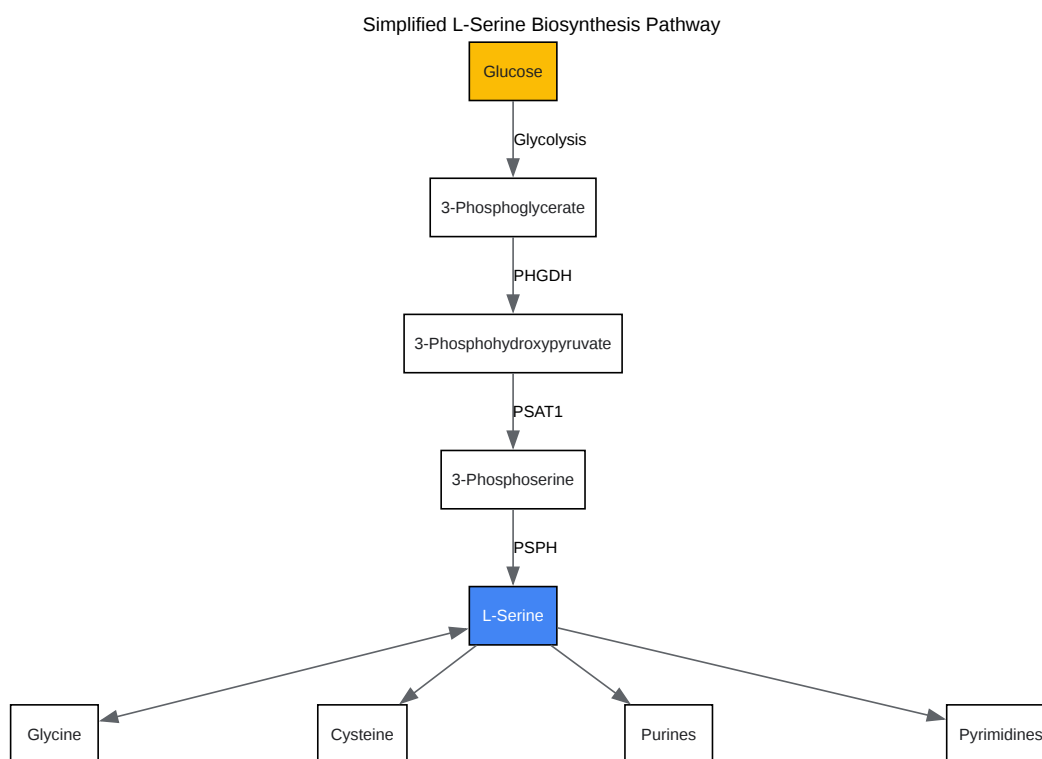 Simplified L-Serine Biosynthesis Pathway
Glucose
Glycolysis
3-Phosphoglycerate
PHGDH
3-Phosphohydroxypyruvate
PSAT1
3-Phosphoserine
PSPH
L-Serine
Glycine
Cysteine
Purines
Pyrimidines